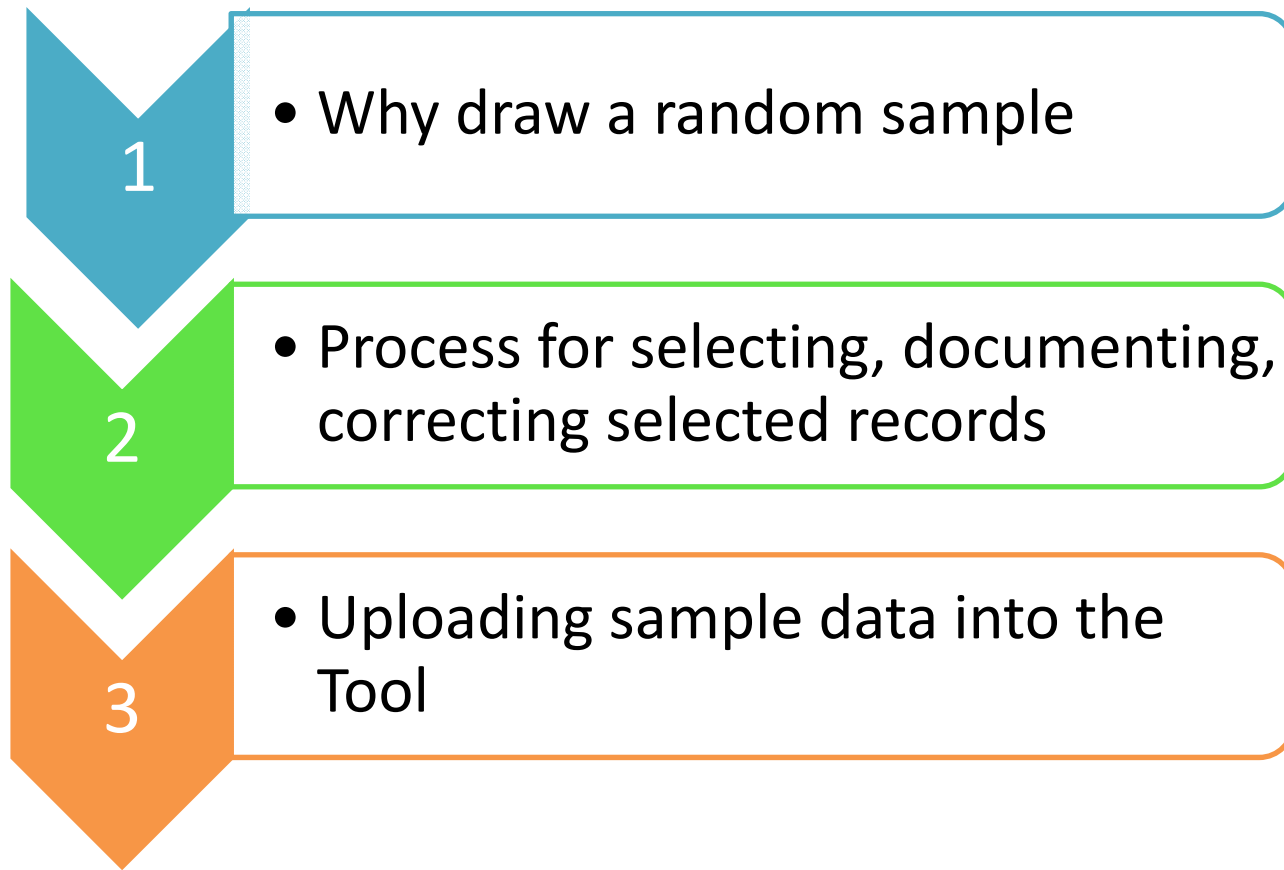 1
• Why draw a random sample
2
• Process for selecting, documenting,
correcting selected records
3
• Uploading sample data into the
Tool